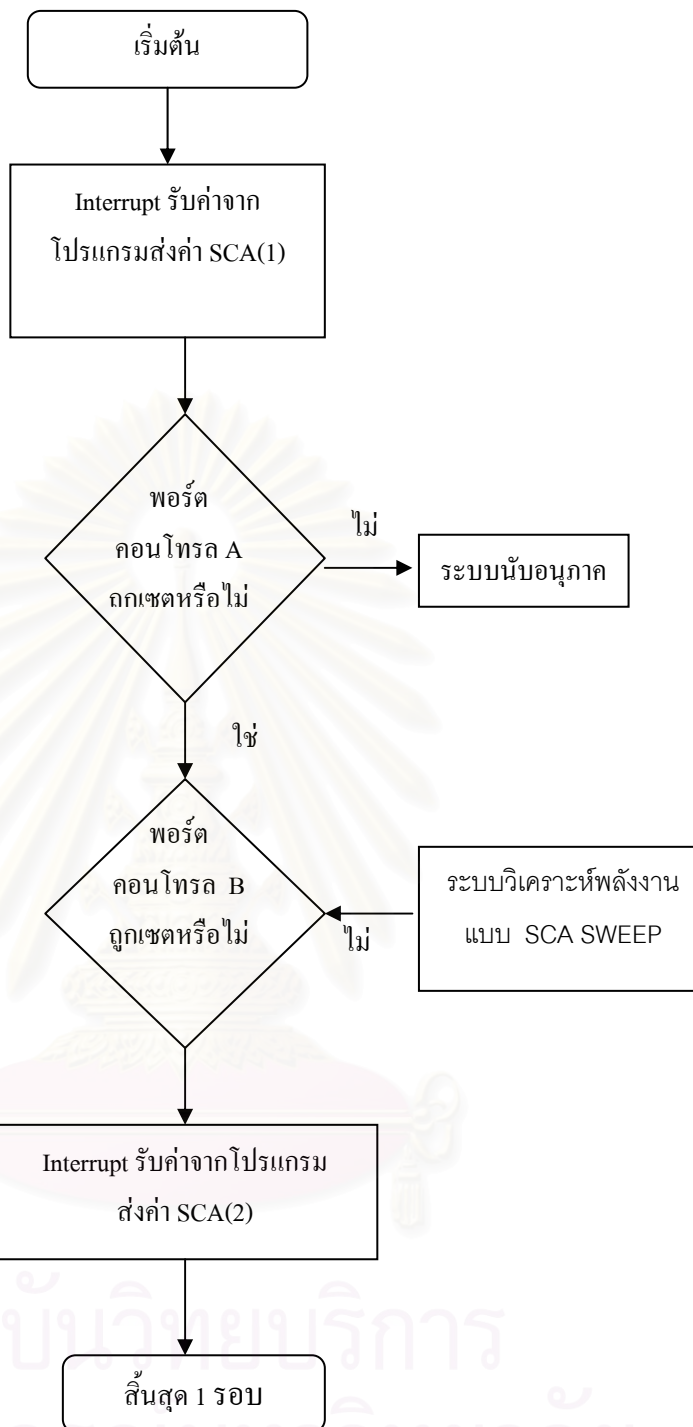 เริ่มต้น
Interrupt รับค่าจาก
โปรแกรมส่งค่า SCA(1)
พอร์ต
คอนโทรล A
ถกเซตหรือไม่
ไม่
ระบบนับอนุภาค
ใช่
พอร์ต
คอนโทรล B
ถูกเซตหรือไม่
ไม่
ระบบวิเคราะห์พลังงาน
แบบ SCA SWEEP
Interrupt รับค่าจากโปรแกรม
ส่งค่า SCA(2)
สิ้นสุด 1 รอบ